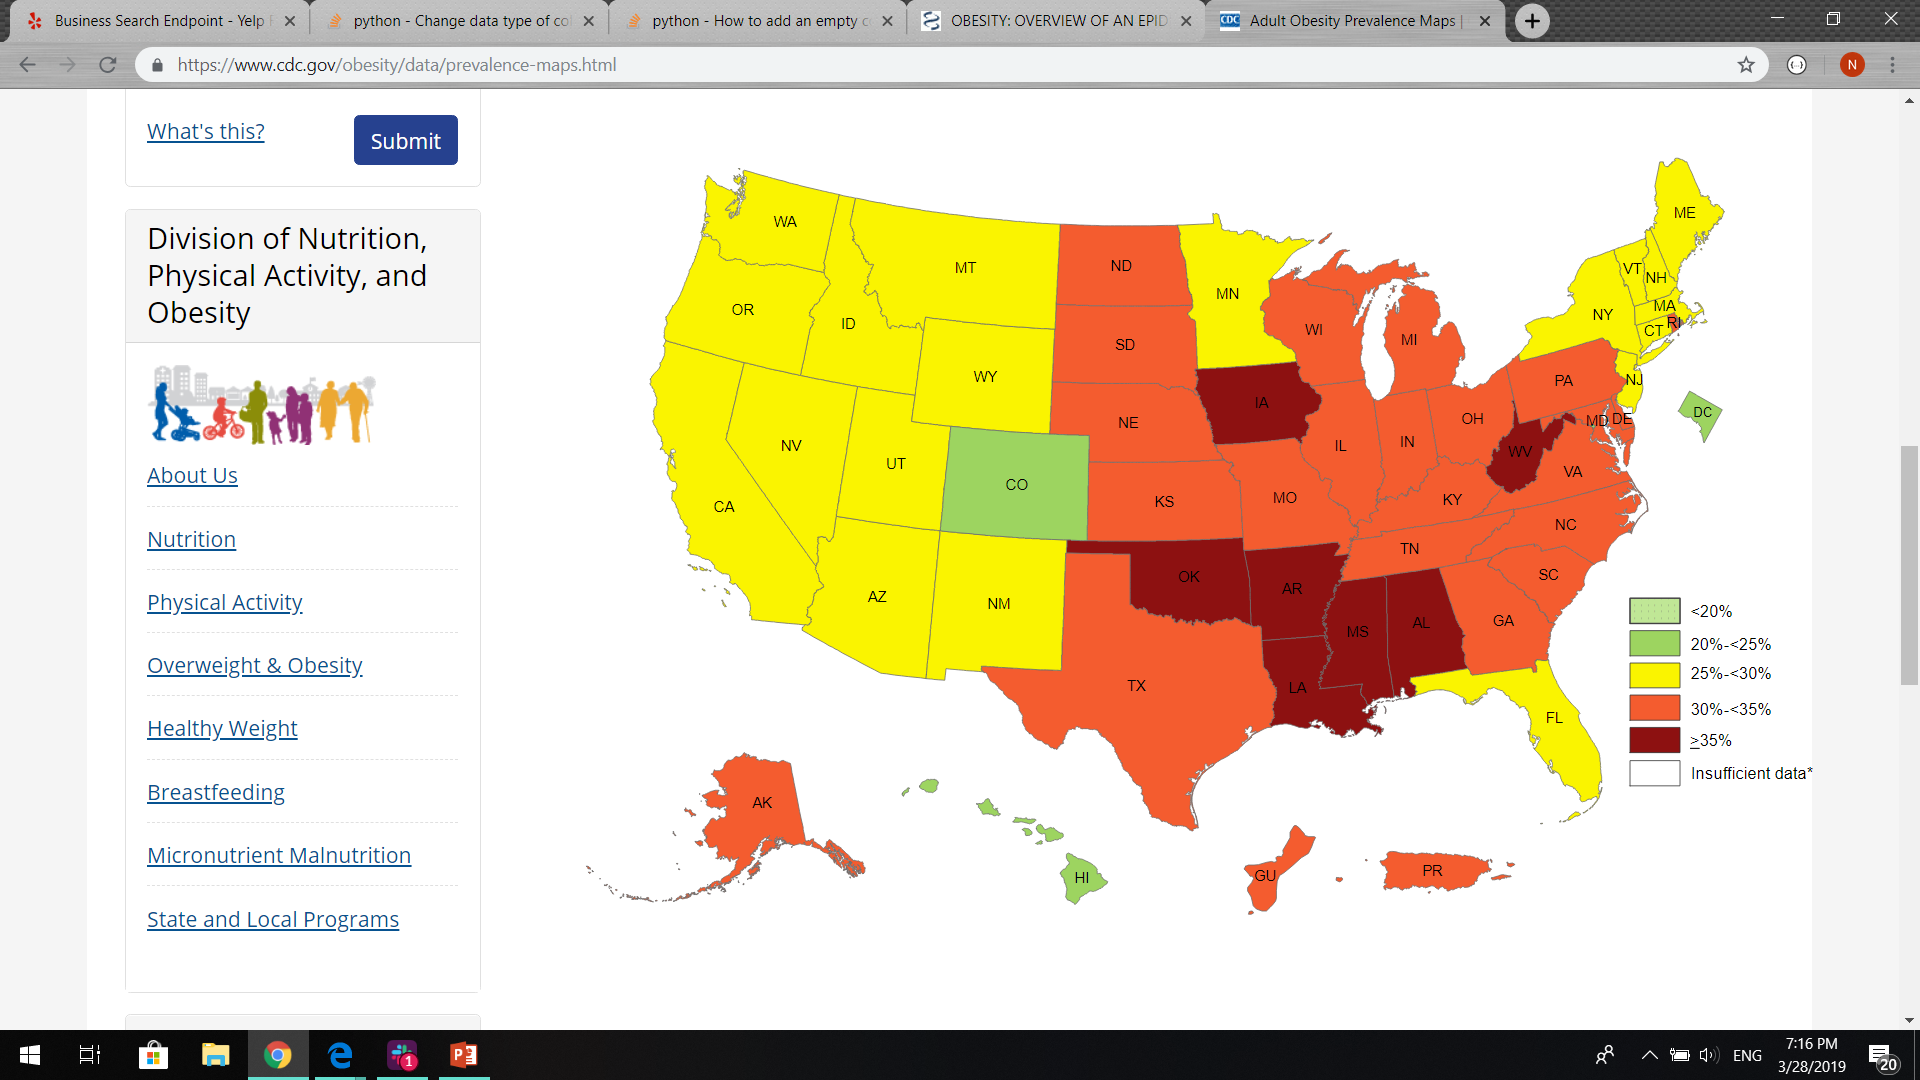 Business Search Endpoint - Yelp F
python - Change data type of co
python - How to add an empty c
OBESITY: OVERVIEW OF AN EPID
CDC
Adult Obesity Prevalence Maps |
https://www.cdc.gov/obesity/data/prevalence-maps.html
N
What's this?
Submit
Division of Nutrition,
Physical Activity, and
Obesity
About Us
Nutrition
Physical Activity
Overweight & Obesity
Healthy Weight
Breastfeeding
Micronutrient Malnutrition
State and Local Programs
WA
MT
ND
MN
ME
VT
NH
OR
ID
SD
WI
MI
NY
MA
CT
RI
WY
IA
NE
PA
NJ
NV
UT
CO
IL
IN
OH
WV
MD
DE
DC
CA
KS
MO
KY
VA
AZ
NM
OK
AR
TN
NC
SC
TX
LA
MS
AL
GA
FL
AK
HI
GU
PR
<20%
20%-<25%
25%-<30%
30%-<35%
≥35%
Insufficient data*
1
ENG
7:16 PM
3/28/2019
20